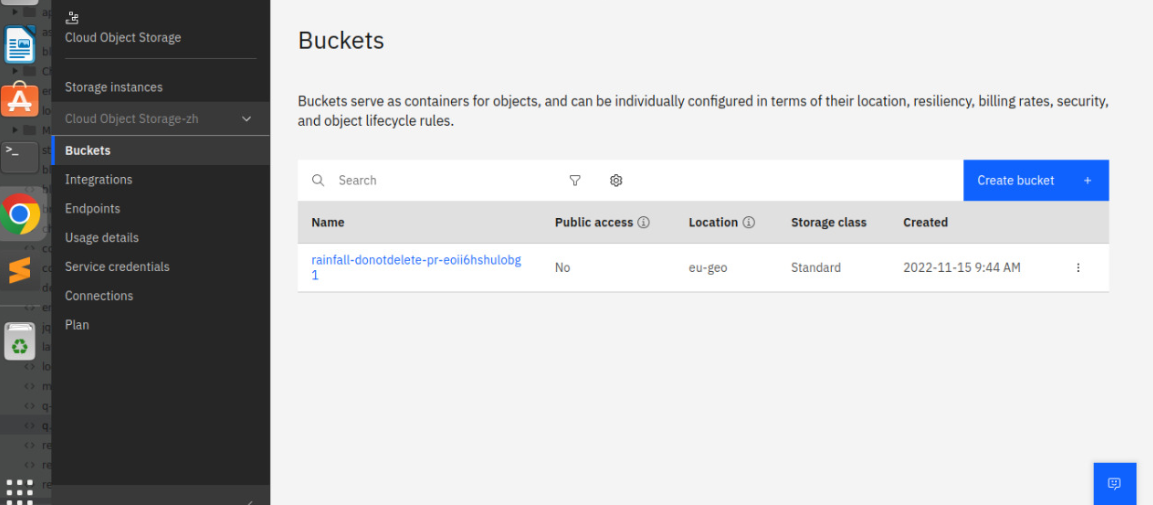 Cloud Object Storage
Storage instances
Cloud Object Storage-zh
Buckets
Integrations
Endpoints
Usage details
Service credentials
Connections
Plan
Buckets
Buckets serve as containers for objects, and can be individually configured in terms of their location, resiliency, billing rates, security,
and object lifecycle rules.
Search
Create bucket +
Name Public access Location Storage class Created
rainfall-donotdelete-pr-eoii6hshulobg
1
No eu-geo Standard 2022-11-15 9:44 AM